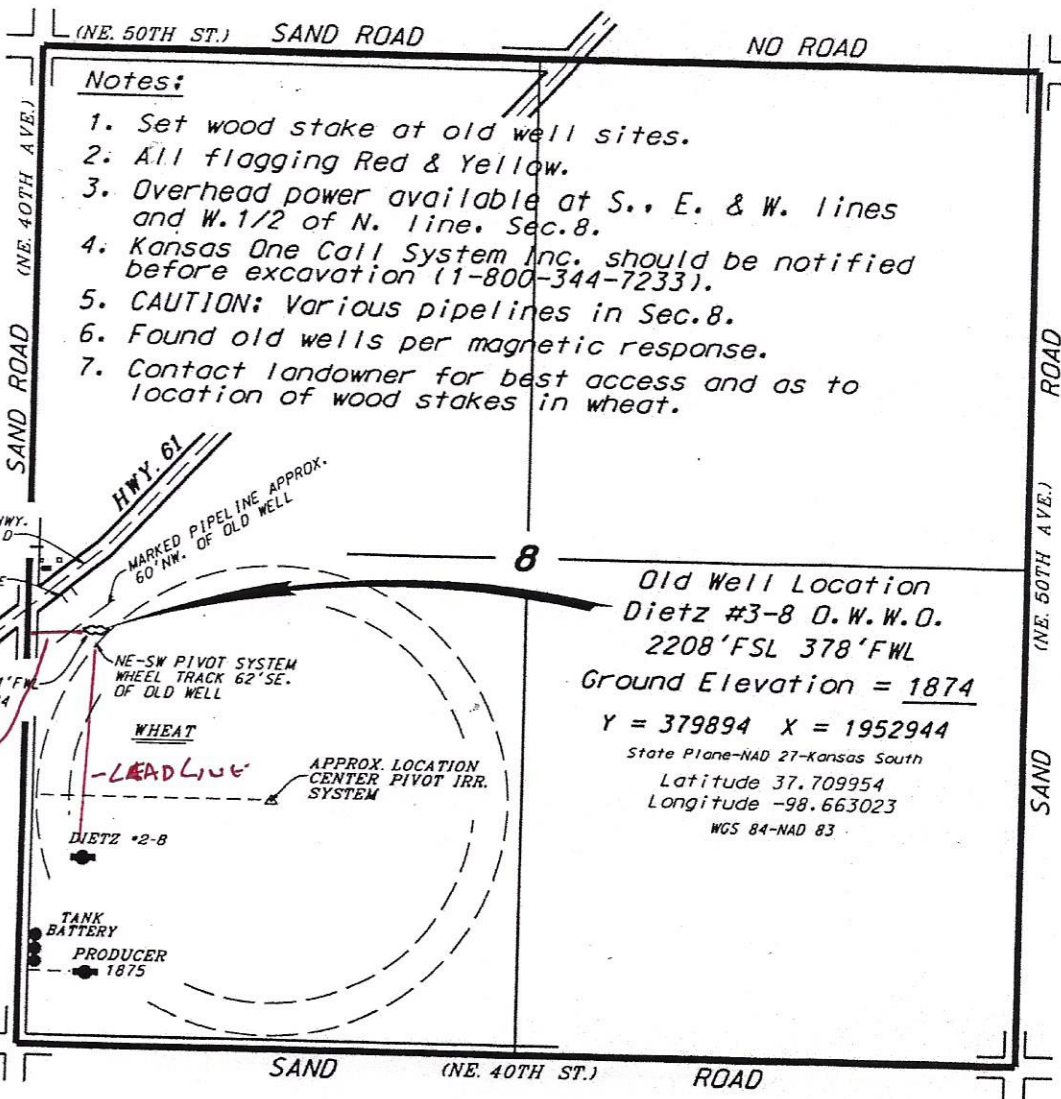 (NE. 50TH ST.) SAND ROAD
NO ROAD
(NE. 40TH AVE.)
SAND ROAD
Notes:
1. Set wood stake at old well sites.
2. All flagging Red & Yellow.
3. Overhead power available at S., E. & W. lines
and W.1/2 of N. line. Sec.8.
4. Kansas One Call System Inc. should be notified
before excavation (1-800-344-7233).
5. CAUTION: Various pipelines in Sec.8.
6. Found old wells per magnetic response.
7. Contact landowner for best access and as to
location of wood stakes in wheat.
ROAD
(NE. 50TH AVE.)
SAND
HWY. 61
MARKED PIPELINE APPROX.
60'NW. OF OLD WELL
8
Old Well Location
Dietz #3-8 O.W.W.O.
2208'FSL 378'FWL
Ground Elevation = 1874
Y = 379894 X = 1952944
State Plane-NAD 27-Kansas South
Latitude 37.709954
Longitude -98.663023
WGS 84-NAD 83
NE-SW PIVOT SYSTEM
WHEEL TRACK 62'SE.
OF OLD WELL
WHEAT
-LEADLINE
APPROX. LOCATION
CENTER PIVOT IRR.
SYSTEM
DIETZ #2-8
TANK
BATTERY
PRODUCER
1875
SAND (NE. 40TH ST.) ROAD